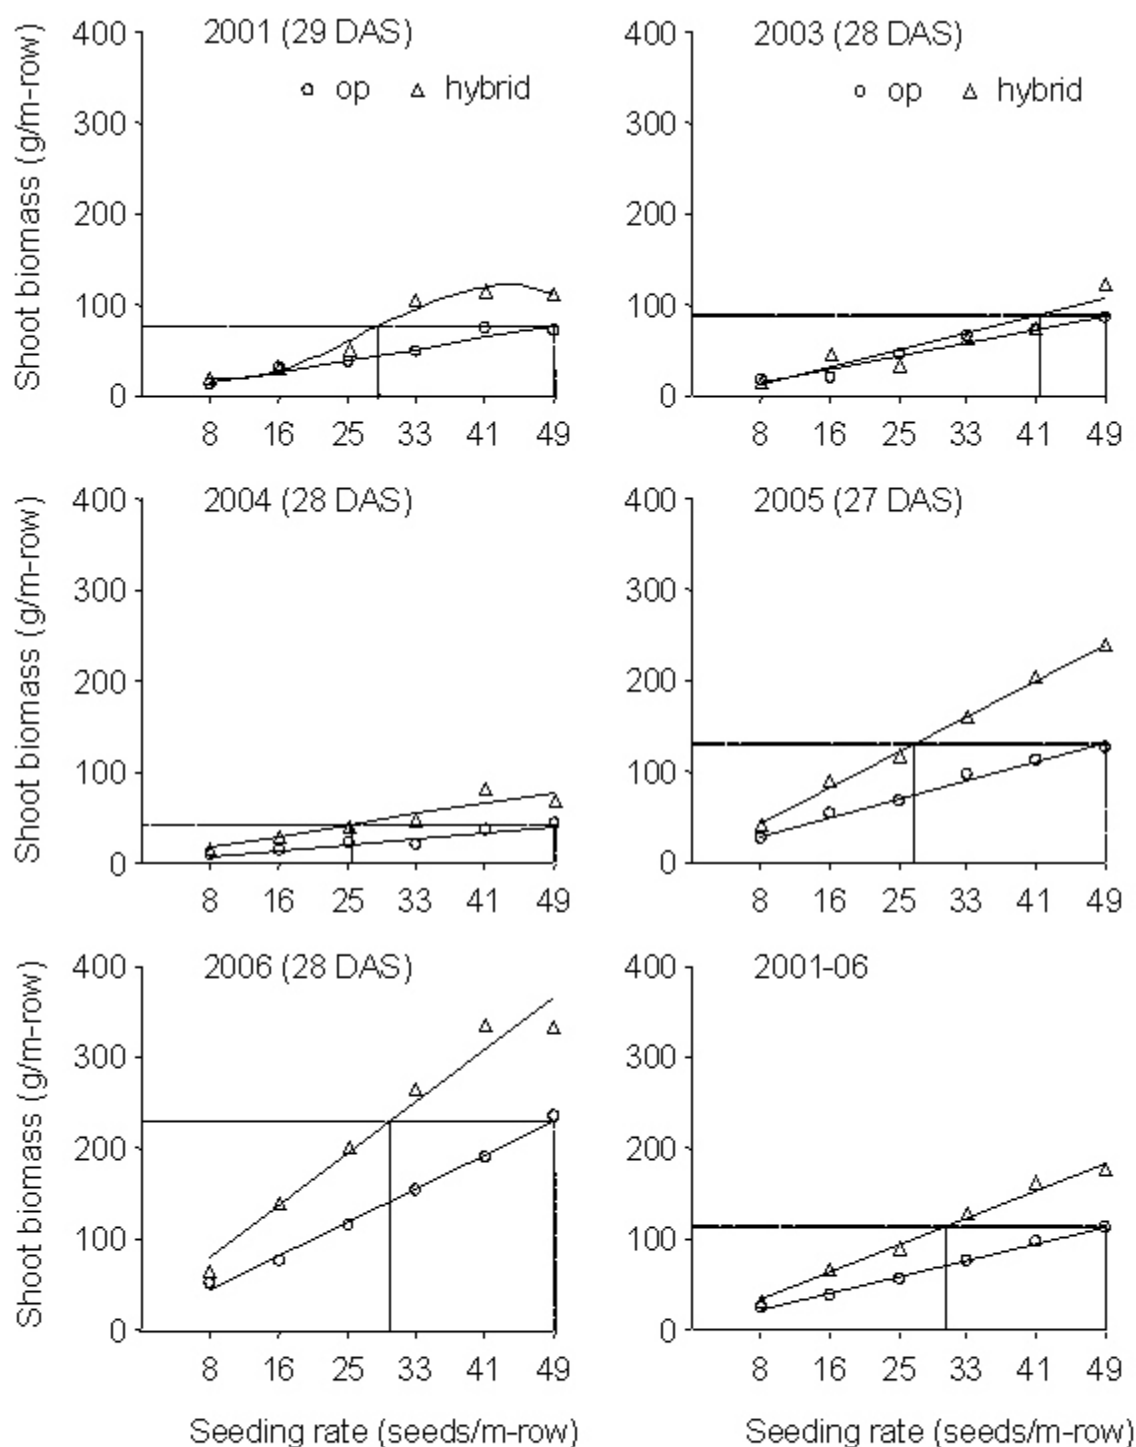 2001 (29 DAS)
op hybrid
Shoot biomass (g/m-row)
400
300
200
100
0
8 16 25 33 41 49
2003 (28 DAS)
op hybrid
400
300
200
100
0
8 16 25 33 41 49
2004 (28 DAS)
Shoot biomass (g/m-row)
400
300
200
100
0
8 16 25 33 41 49
2005 (27 DAS)
400
300
200
100
0
8 16 25 33 41 49
2006 (28 DAS)
Shoot biomass (g/m-row)
400
300
200
100
0
8 16 25 33 41 49
Seeding rate (seeds/m-row)
2001-06
400
300
200
100
0
8 16 25 33 41 49
Seeding rate (seeds/m-row)